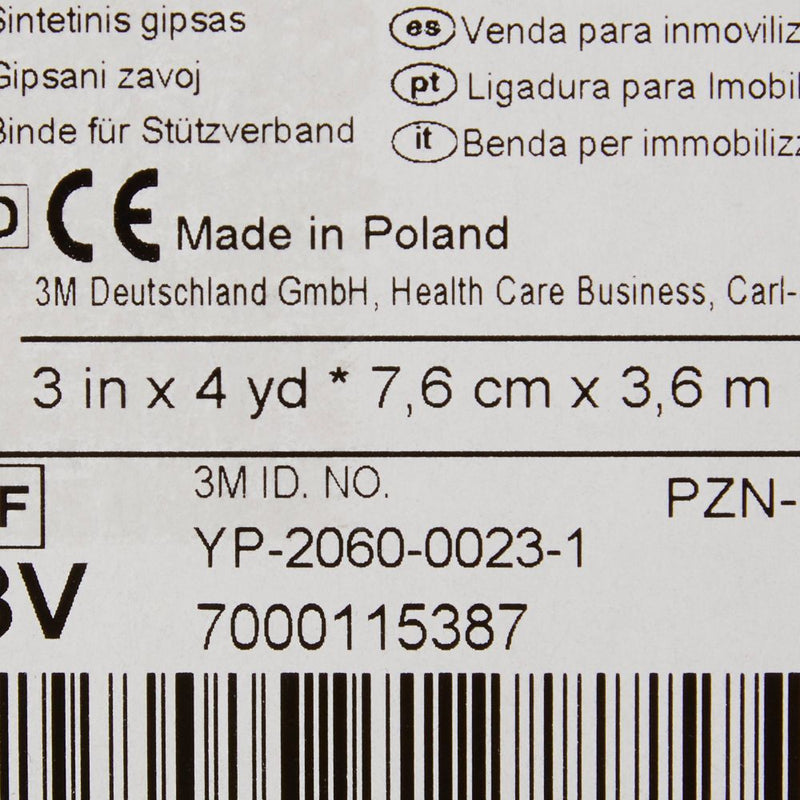 Sintetinis gipsas
Gipsani zavoj
Binde für Stützverband
es Venda para inmoviliz
pt Ligadura para Imobil
it Benda per immobilizz
CE Made in Poland
3M Deutschland GmbH, Health Care Business, Carl-
3 in x 4 yd * 7,6 cm x 3,6 m
F
3M ID. NO.
PZN-
YP-2060-0023-1
BV
7000115387